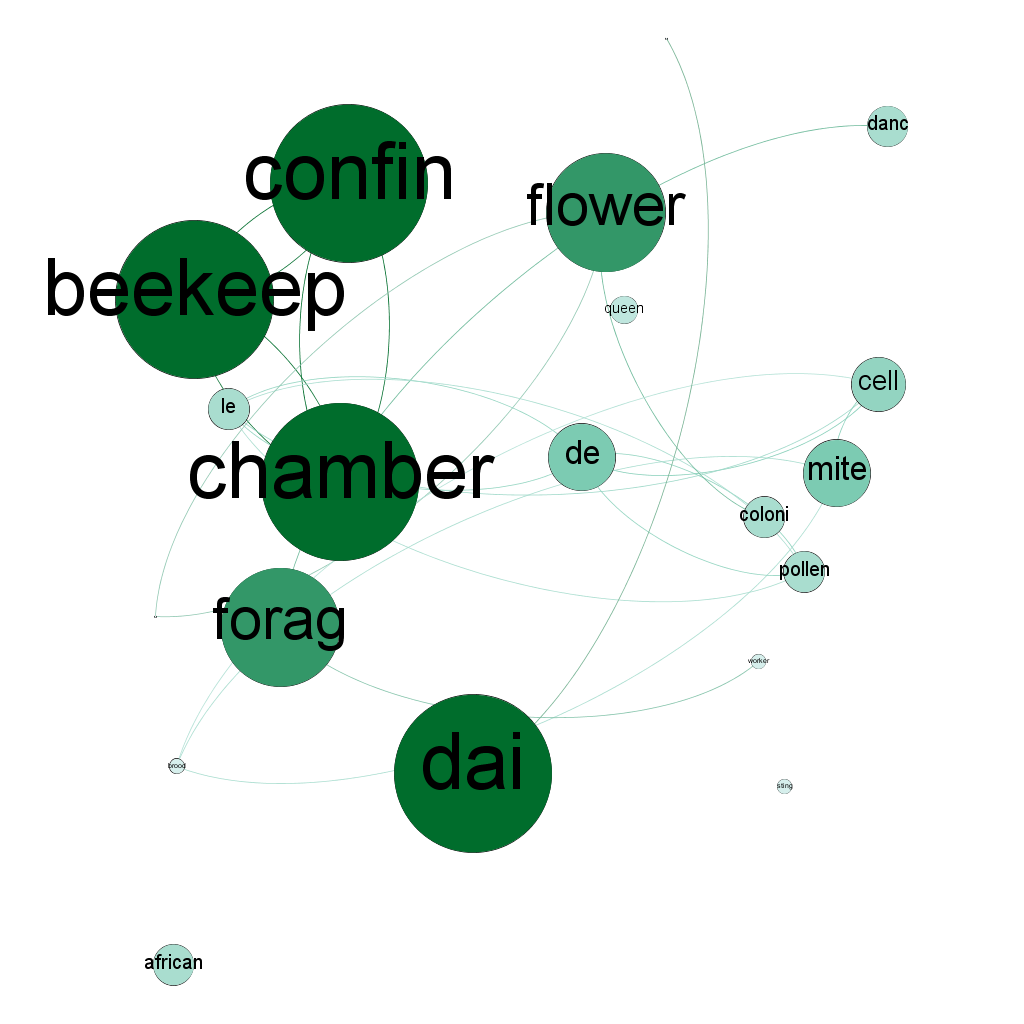 danc
confin
flower
beekeep
queen
cell
le
de
mite
chamber
coloni
pollen
forag
worker
brood
dai
sting
african